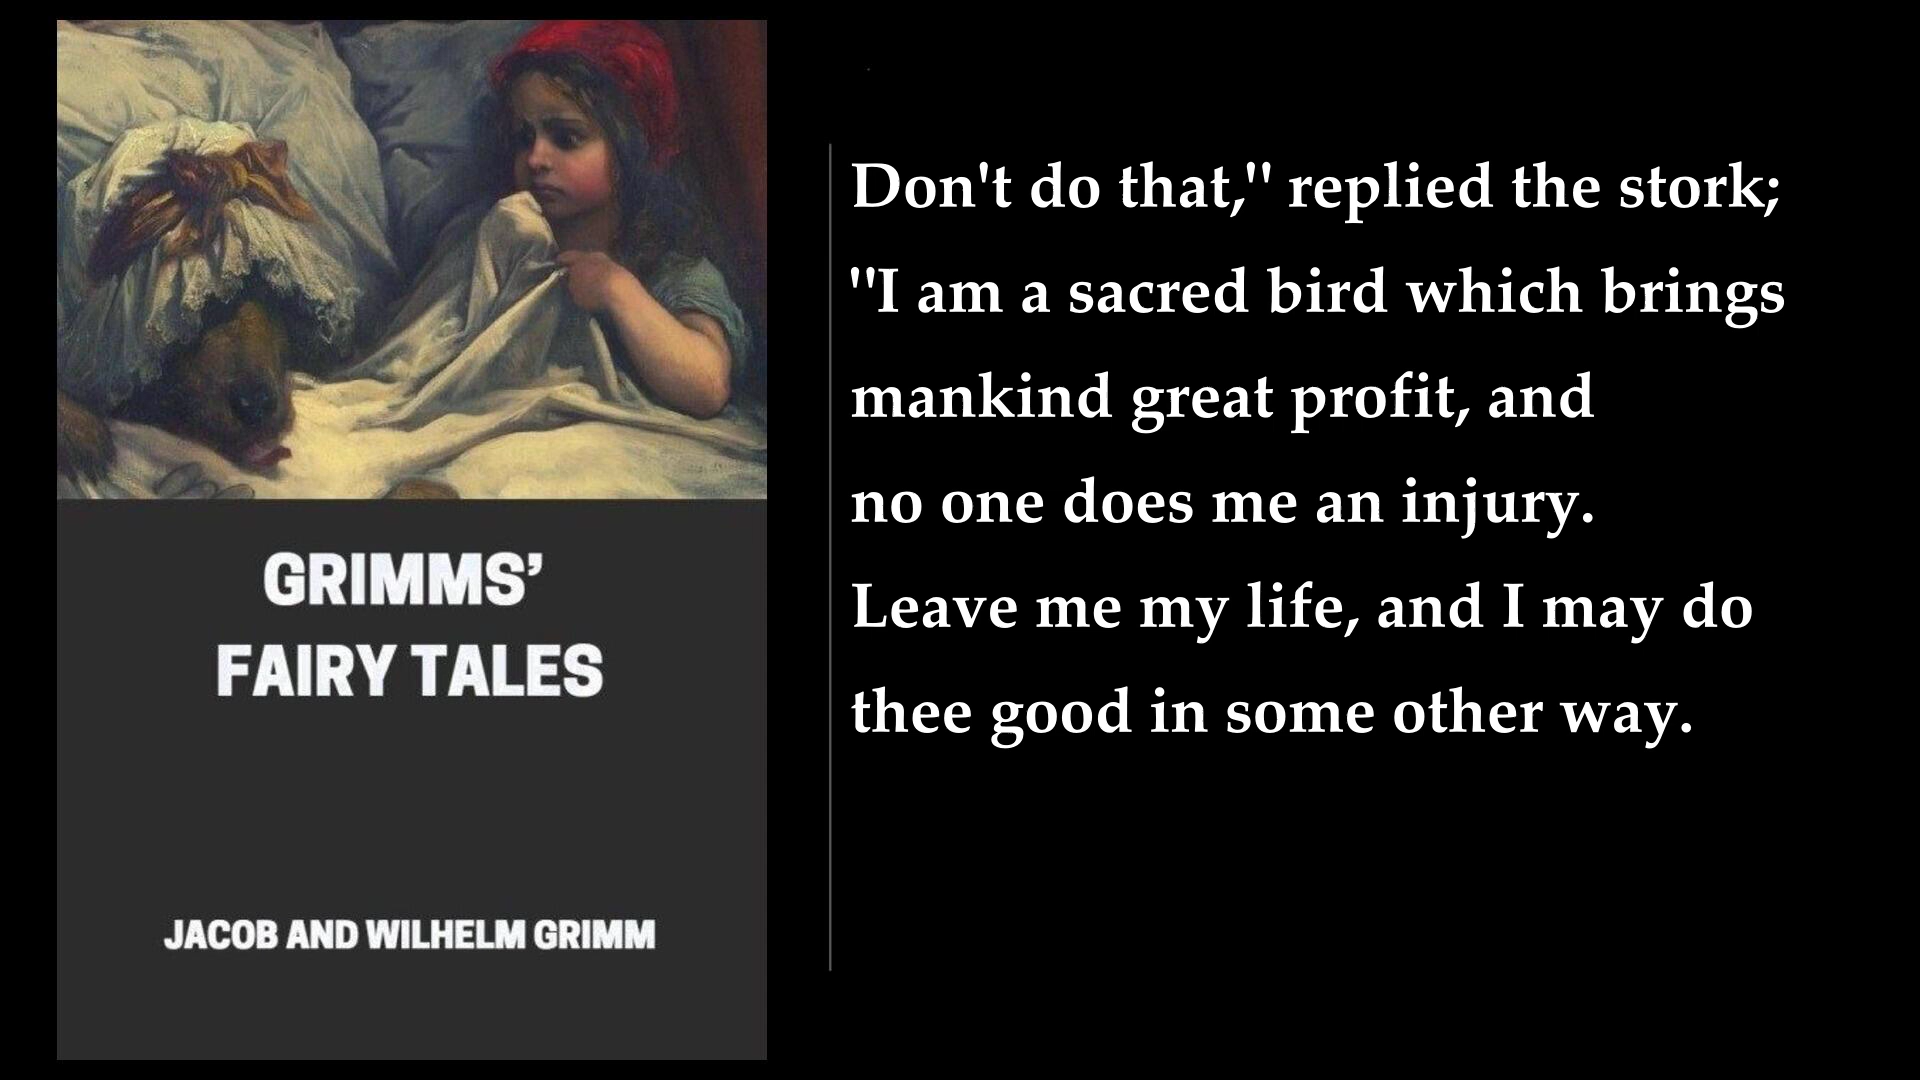 GRIMMS’
FAIRY TALES
JACOB AND WILHELM GRIMM
Don't do that," replied the stork;
"I am a sacred bird which brings
mankind great profit, and
no one does me an injury.
Leave me my life, and I may do
thee good in some other way.